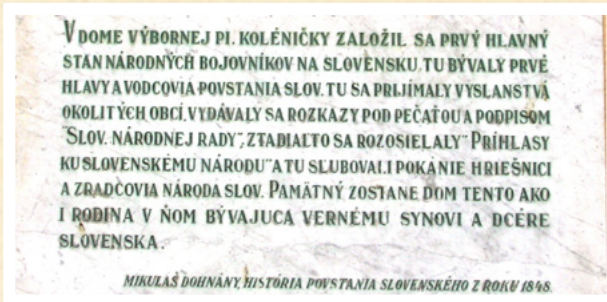 V DOME VÝBORNEJ PI. KOLÉNIČKY ZALOŽIL SA PRVÝ HLAVNÝ
STAN NÁRODNÝCH BOJOVNÍKOV NA SLOVENSKU. TU BÝVALY PRVÉ
HLAVY A VODCOVIA POVSTANIA SLOV. TU SA PRIJÍMALY VYSLANSTVÁ
OKOLITÝCH OBCÍ, VYDÁVALY SA ROZKAZY POD PEČAŤOU A PODPISOM
"SLOV. NÁRODNEJ RADY", ZTADIAĽTO SA ROZOSIELALY "PRÍHLASY
KU SLOVENSKÉMU NÁRODU" A TU SĽUBOVALI POKÁNIE HRIEŠNICI
A ZRADCOVIA NÁRODA SLOV. PAMÄTNÝ ZOSTANE DOM TENTO AKO
I RODINA V ŇOM BÝVAJUCA VERNÉMU SYNOVI A DCÉRE
SLOVENSKA.
MIKULÁŠ DOHNÁNY, HISTÓRIA POVSTANIA SLOVENSKÉHO Z ROKU 1848.